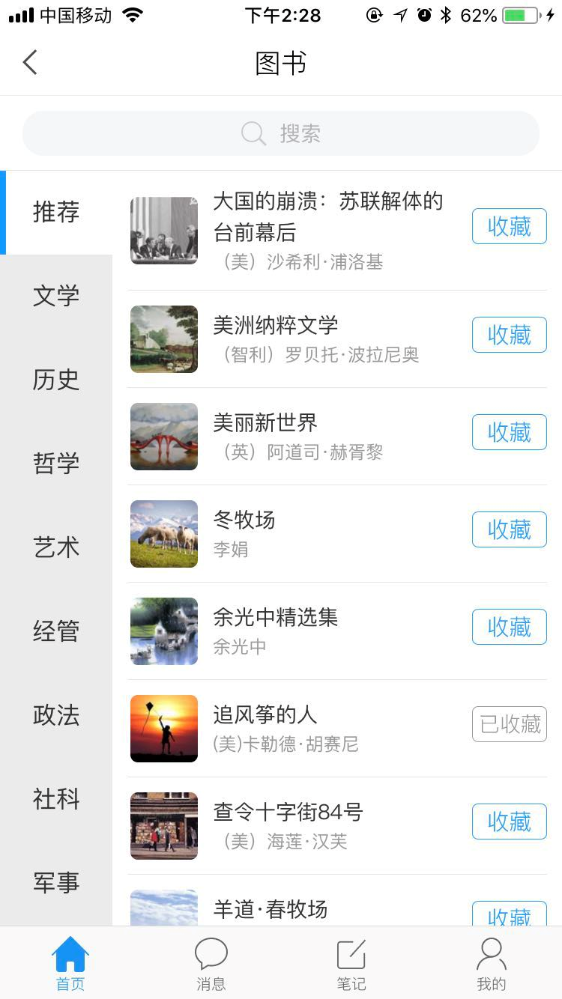 中国移动 下午2:28 62%
图书
搜索
推荐
文学
历史
哲学
艺术
经管
政法
社科
军事
大国的崩溃：苏联解体的
台前幕后
（美）沙希利·浦洛基
收藏
美洲纳粹文学
（智利）罗贝托·波拉尼奥
收藏
美丽新世界
（英）阿道司·赫胥黎
收藏
冬牧场
李娟
收藏
余光中精选集
余光中
收藏
追风筝的人
(美)卡勒德·胡赛尼
已收藏
查令十字街84号
（美）海莲·汉芙
收藏
羊道·春牧场
收藏
首页 消息 笔记 我的